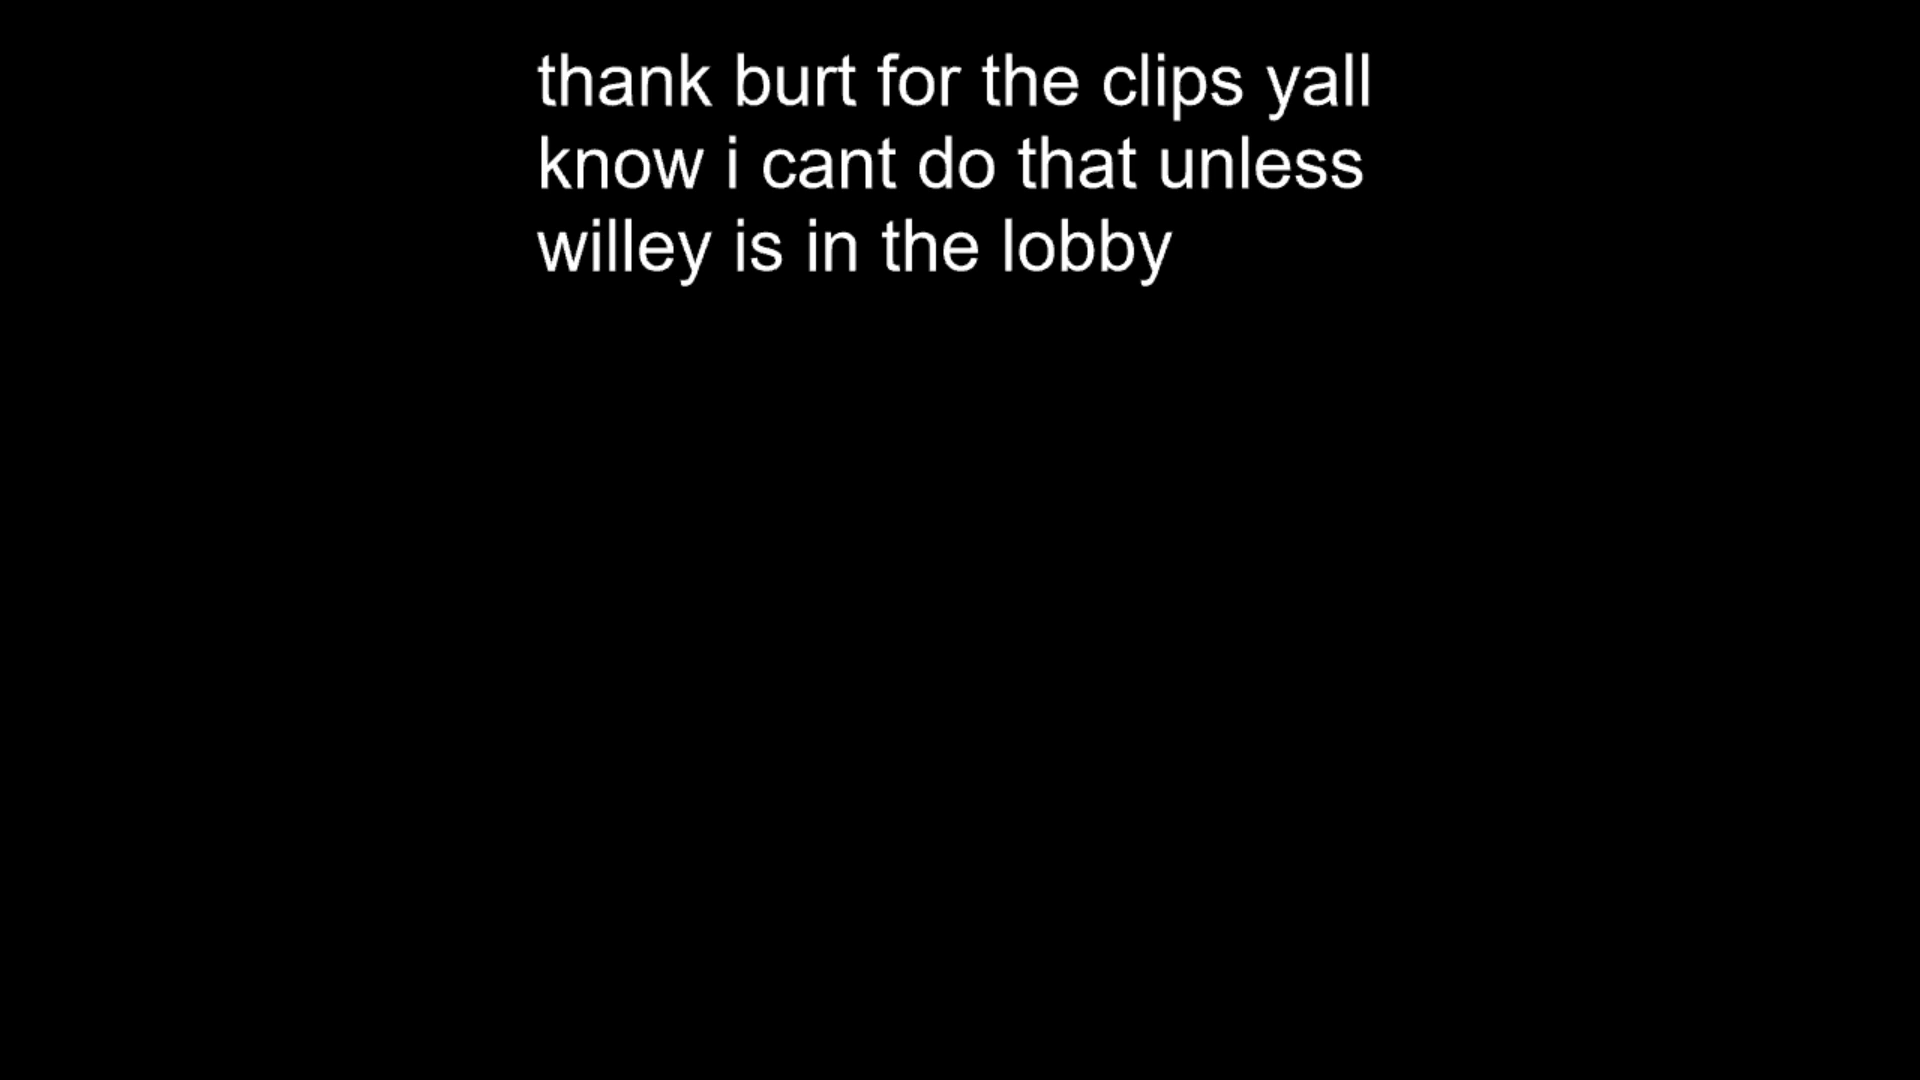 thank burt for the clips yall
know i cant do that unless
willey is in the lobby